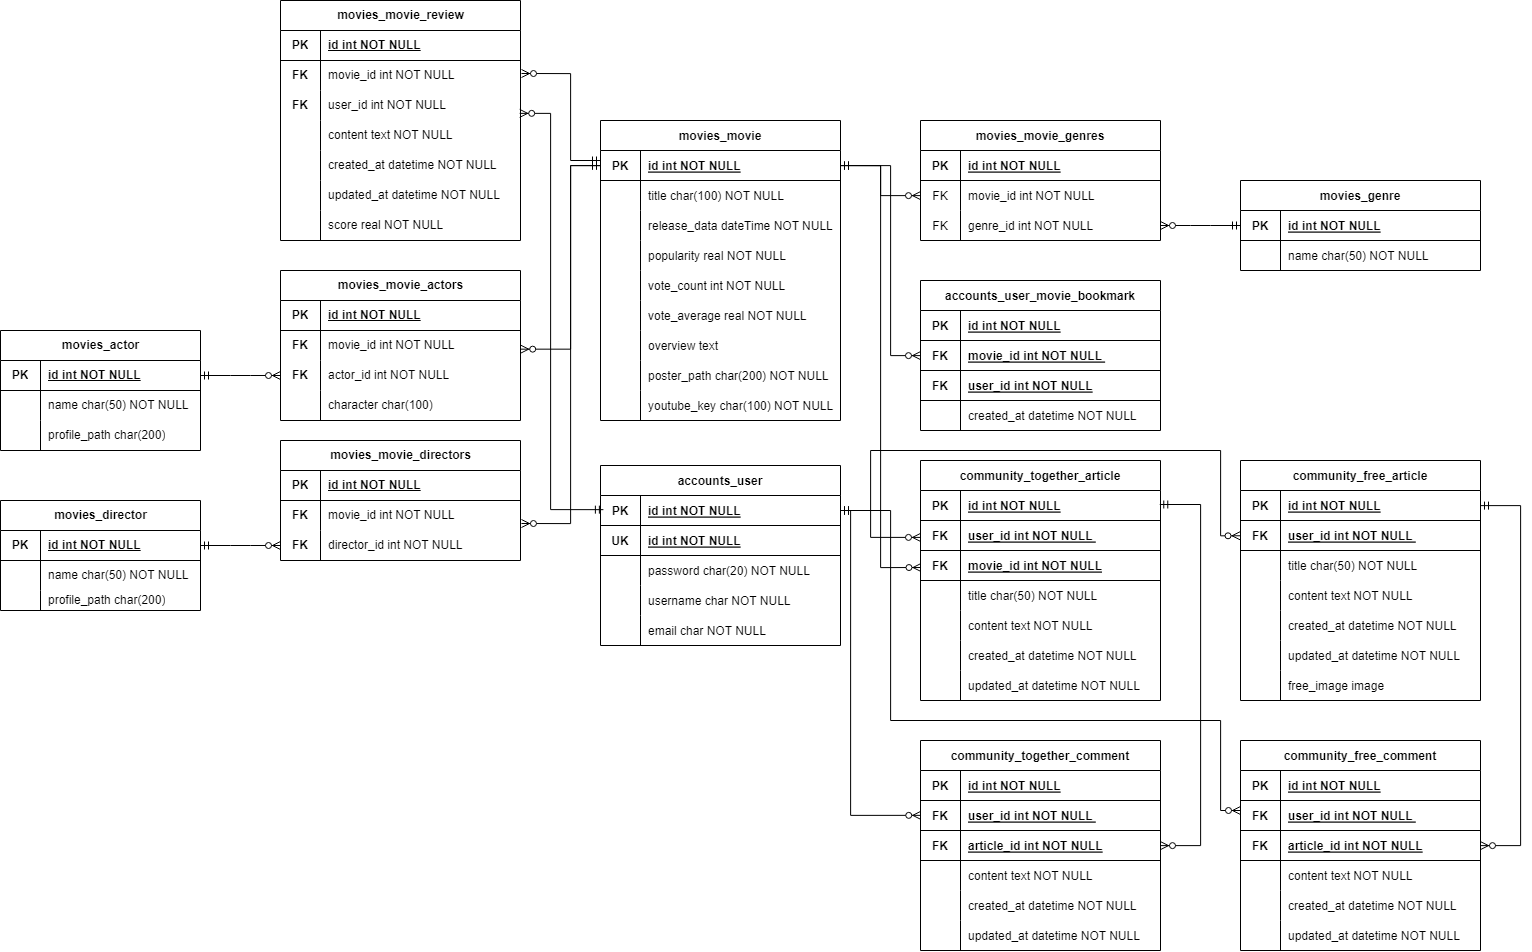 movies_movie_review
PK id int NOT NULL
FK movie_id int NOT NULL
FK user_id int NOT NULL
content text NOT NULL
created_at datetime NOT NULL
updated_at datetime NOT NULL
score real NOT NULL
movies_movie_actors
PK id int NOT NULL
FK movie_id int NOT NULL
FK actor_id int NOT NULL
character char(100)
movies_actor
PK id int NOT NULL
name char(50) NOT NULL
profile_path char(200)
movies_movie_directors
PK id int NOT NULL
FK movie_id int NOT NULL
FK director_id int NOT NULL
movies_director
PK id int NOT NULL
name char(50) NOT NULL
profile_path char(200)
movies_movie
PK id int NOT NULL
title char(100) NOT NULL
release_data dateTime NOT NULL
popularity real NOT NULL
vote_count int NOT NULL
vote_average real NOT NULL
overview text
poster_path char(200) NOT NULL
youtube_key char(100) NOT NULL
accounts_user
PK id int NOT NULL
UK id int NOT NULL
password char(20) NOT NULL
username char NOT NULL
email char NOT NULL
movies_movie_genres
PK id int NOT NULL
FK movie_id int NOT NULL
FK genre_id int NOT NULL
movies_genre
PK id int NOT NULL
name char(50) NOT NULL
accounts_user_movie_bookmark
PK id int NOT NULL
FK movie_id int NOT NULL
FK user_id int NOT NULL
created_at datetime NOT NULL
community_together_article
PK id int NOT NULL
FK user_id int NOT NULL
FK movie_id int NOT NULL
title char(50) NOT NULL
content text NOT NULL
created_at datetime NOT NULL
updated_at datetime NOT NULL
community_free_article
PK id int NOT NULL
FK user_id int NOT NULL
title char(50) NOT NULL
content text NOT NULL
created_at datetime NOT NULL
updated_at datetime NOT NULL
free_image image
community_together_comment
PK id int NOT NULL
FK user_id int NOT NULL
FK article_id int NOT NULL
content text NOT NULL
created_at datetime NOT NULL
updated_at datetime NOT NULL
community_free_comment
PK id int NOT NULL
FK user_id int NOT NULL
FK article_id int NOT NULL
content text NOT NULL
created_at datetime NOT NULL
updated_at datetime NOT NULL